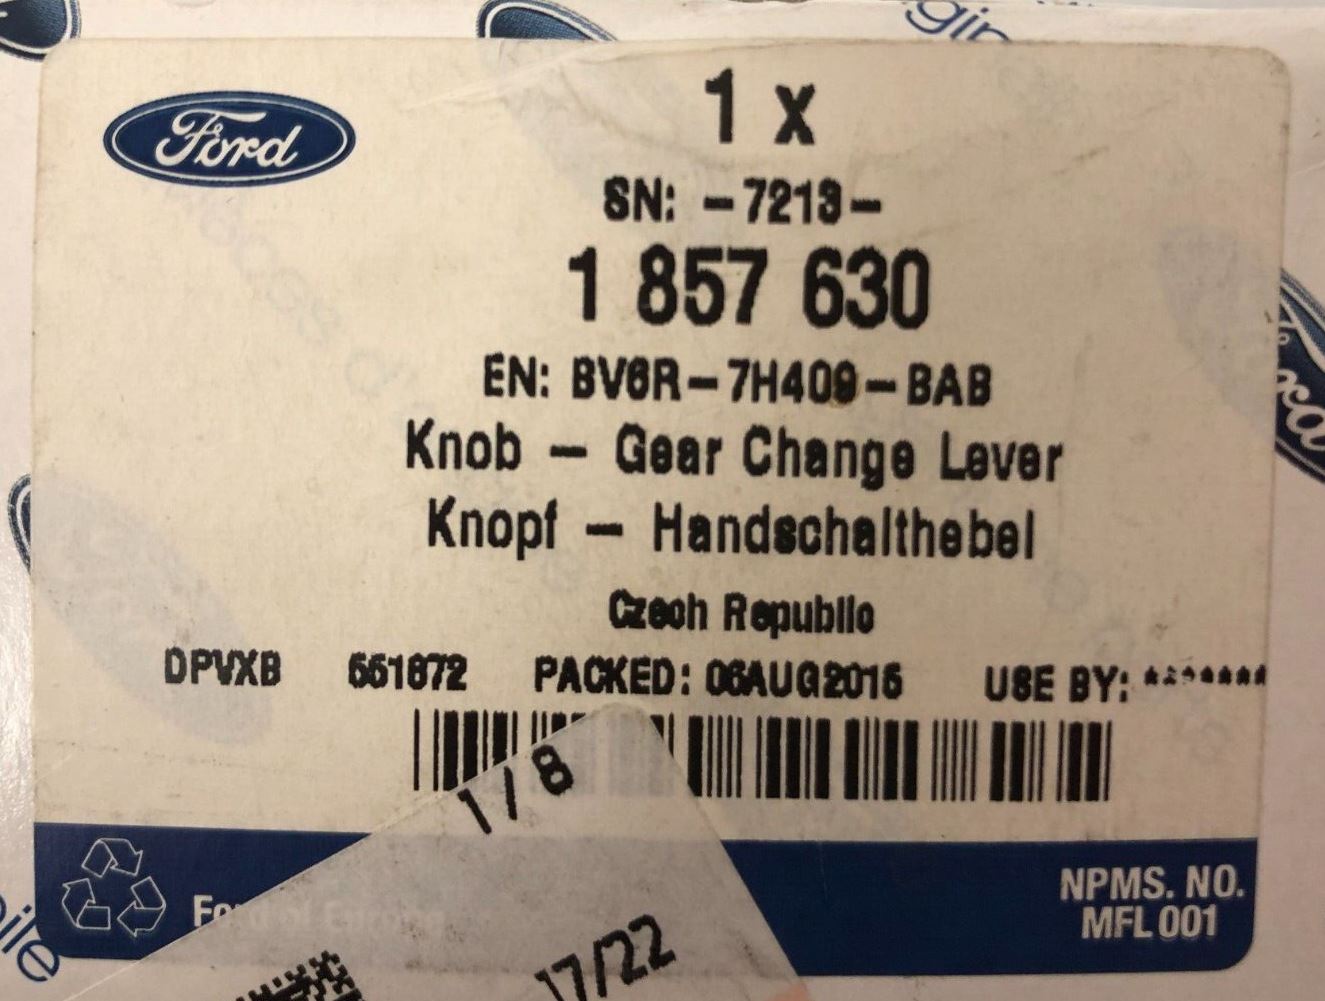 Ford
1 x
SN: -7213-
1 857 630
EN: BV6R-7H409-BAB
Knob - Gear Change Lever
Knopf - Handschalthebel
Czech Republic
DPVXB 551872 PACKED: 06AUG2015 USE BY: *******
1/8
NPMS. NO.
MFL 001
17/22